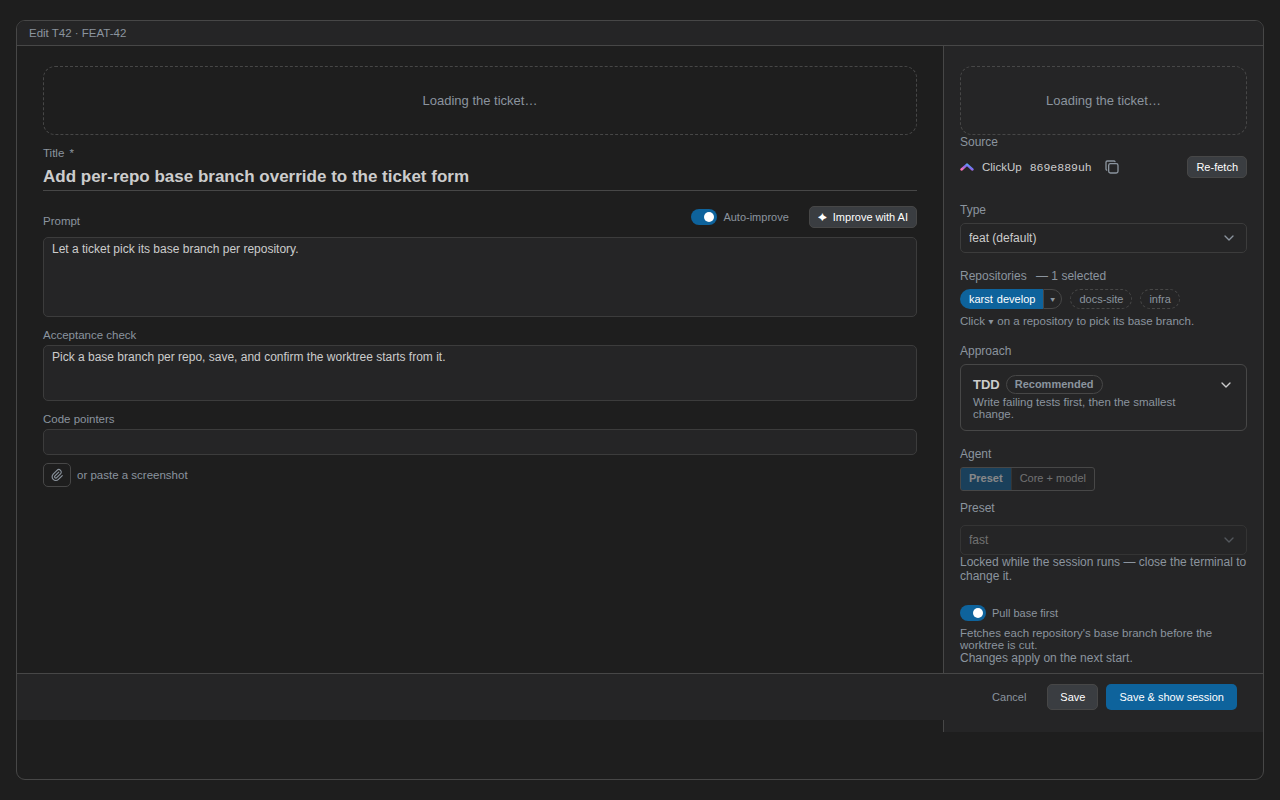 Edit T42 · FEAT-42
Loading the ticket…
Title *
Add per-repo base branch override to the ticket form
Prompt
Auto-improve
Improve with AI
Let a ticket pick its base branch per repository.
Acceptance check
Pick a base branch per repo, save, and confirm the worktree starts from it.
Code pointers
or paste a screenshot
Loading the ticket…
Source
ClickUp 869e889uh
Re-fetch
Type
feat (default)
Repositories — 1 selected
karst develop ▾ docs-site infra
Click ▾ on a repository to pick its base branch.
Approach
TDD Recommended
Write failing tests first, then the smallest
change.
Agent
Preset Core + model
Preset
fast
Locked while the session runs — close the terminal to
change it.
Pull base first
Fetches each repository's base branch before the
worktree is cut.
Changes apply on the next start.
Cancel Save Save & show session